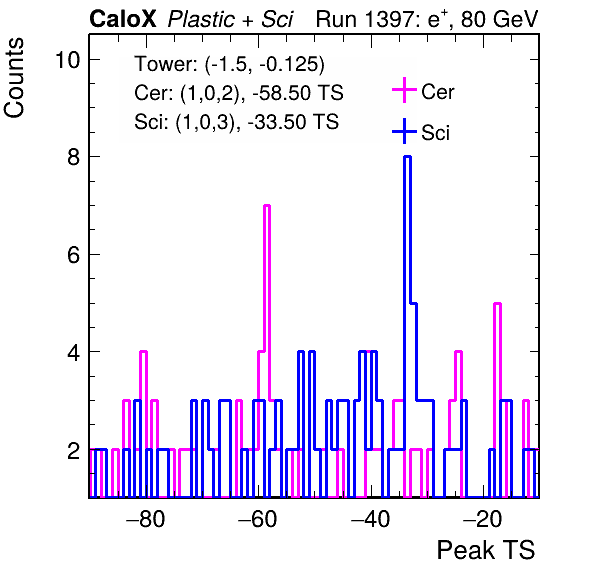 CaloX Plastic + Sci Run 1397: e+, 80 GeV
Counts
Tower: (-1.5, -0.125)
Cer: (1,0,2), -58.50 TS
Sci: (1,0,3), -33.50 TS
Cer
Sci
10
8
6
4
2
−80 −60 −40 −20
Peak TS